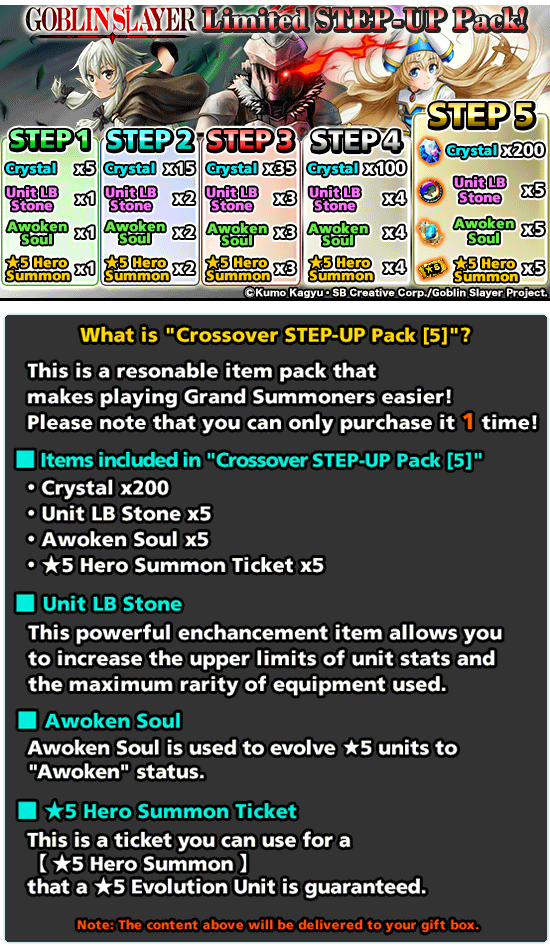 GOBLIN SLAYER Limited STEP-UP Pack!
STEP 1
Crystal x5
Unit LB Stone x1
Awoken Soul x1
★5 Hero Summon x1
STEP 2
Crystal x15
Unit LB Stone x2
Awoken Soul x2
★5 Hero Summon x2
STEP 3
Crystal x35
Unit LB Stone x3
Awoken Soul x3
★5 Hero Summon x3
STEP 4
Crystal x100
Unit LB Stone x4
Awoken Soul x4
★5 Hero Summon x4
STEP 5
Crystal x200
Unit LB Stone x5
Awoken Soul x5
★5
★5 Hero Summon x5
©Kumo Kagyu・SB Creative Corp./Goblin Slayer Project.
What is "Crossover STEP-UP Pack [5]"?
This is a resonable item pack that
makes playing Grand Summoners easier!
Please note that you can only purchase it 1 time!
■ Items included in "Crossover STEP-UP Pack [5]"
・Crystal x200
・Unit LB Stone x5
・Awoken Soul x5
・★5 Hero Summon Ticket x5
■ Unit LB Stone
This powerful enchancement item allows you
to increase the upper limits of unit stats and
the maximum rarity of equipment used.
■ Awoken Soul
Awoken Soul is used to evolve ★5 units to
"Awoken" status.
■ ★5 Hero Summon Ticket
This is a ticket you can use for a
【 ★5 Hero Summon 】
that a ★5 Evolution Unit is guaranteed.
Note: The content above will be delivered to your gift box.